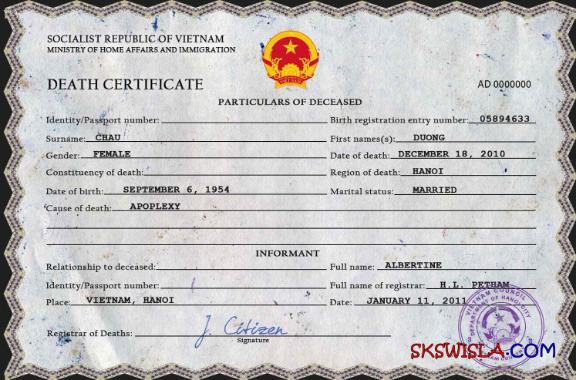 SOCIALIST REPUBLIC OF VIETNAM
MINISTRY OF HOME AFFAIRS AND IMMIGRATION
DEATH CERTIFICATE
AD 0000000
PARTICULARS OF DECEASED
Identity/Passport number: Birth registration entry number: 05894633
Surname: CHAU First names(s): DUONG
Gender: FEMALE Date of death: DECEMBER 18, 2010
Constituency of death: Region of death: HANOI
Date of birth: SEPTEMBER 6, 1954 Marital status: MARRIED
Cause of death: APOPLEXY
INFORMANT
Relationship to deceased: Full name: ALBERTINE
Identity/Passport number: Full name of registrar: H.L. PETHAM
Place: VIETNAM, HANOI Date: JANUARY 11, 2011
VIETNAM COUNCIL
Registrar of Deaths: J. Citizen
Signature
SKSWISLA.COM